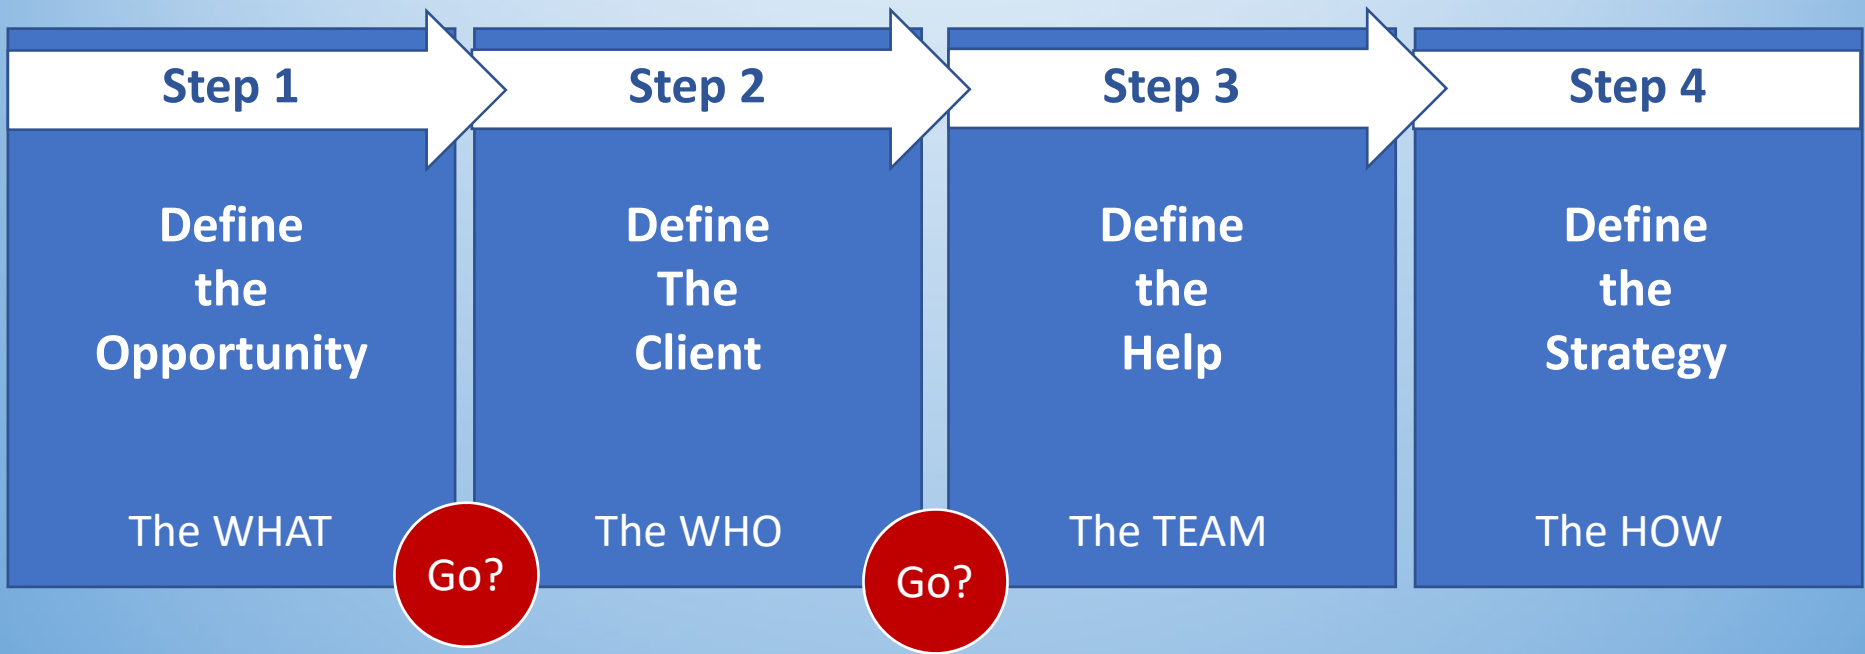 Step 1
Define
the
Opportunity
The WHAT
Go?
Step 2
Define
The
Client
The WHO
Go?
Step 3
Define
the
Help
The TEAM
Step 4
Define
the
Strategy
The HOW